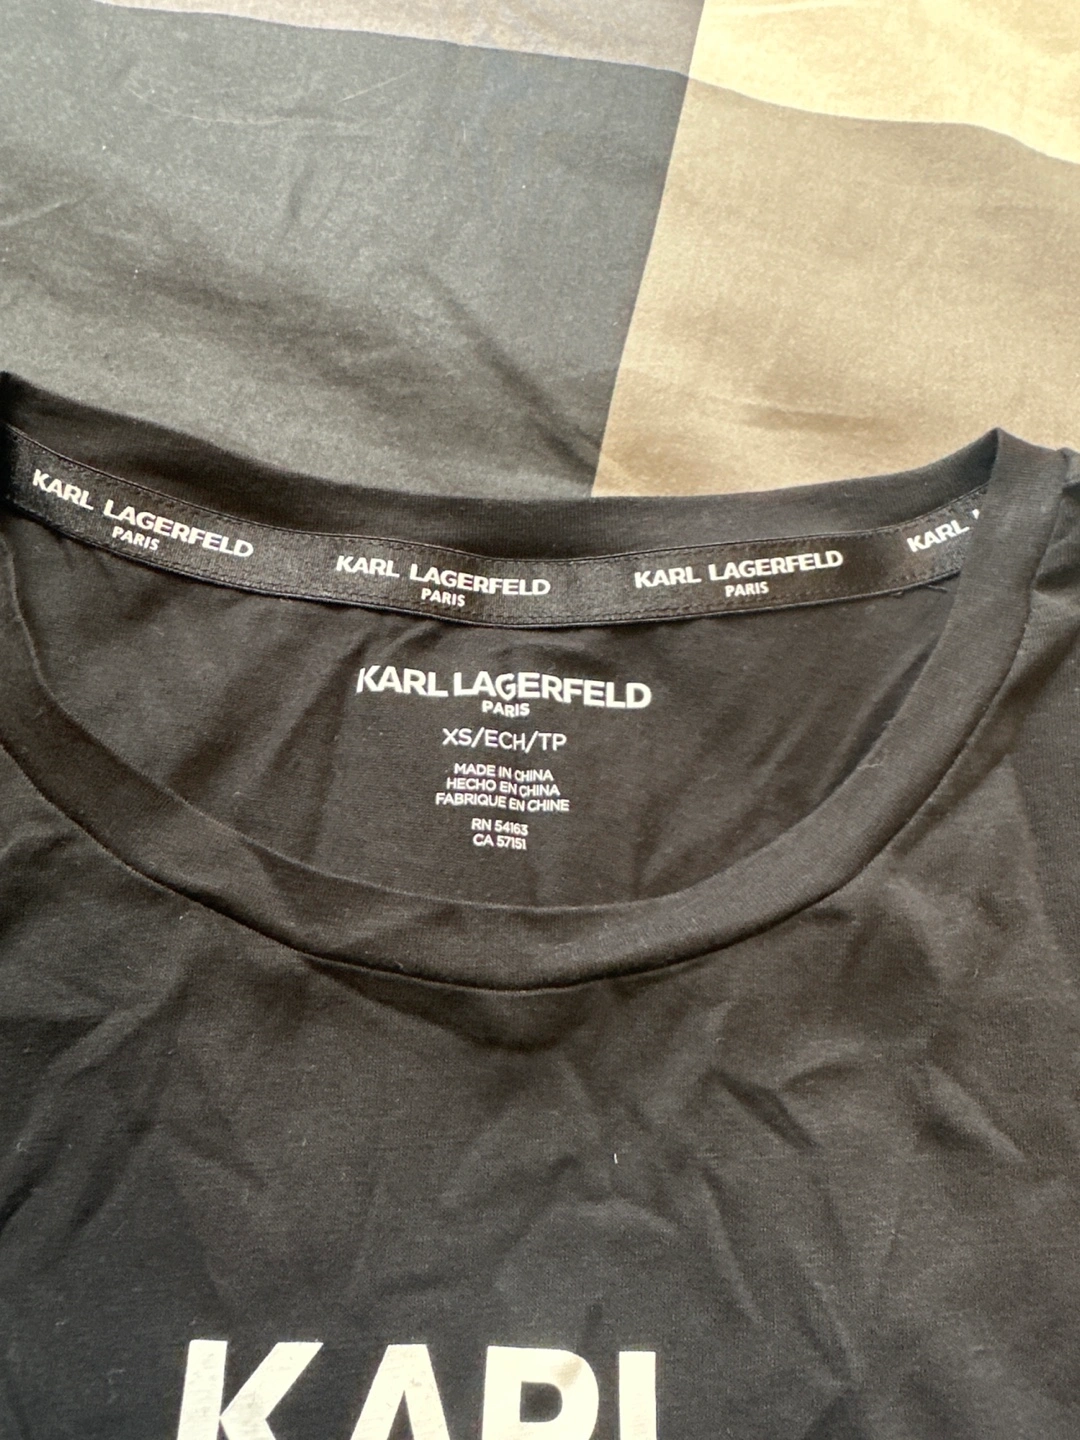 KARL LAGERFELD
PARIS
KARL LAGERFELD
PARIS
KARL LAGERFELD
PARIS
KARL
KARL LAGERFELD
PARIS
XS/ECH/TP
MADE IN CHINA
HECHO EN CHINA
FABRIQUE EN CHINE
RN 54163
CA 57151
KARL